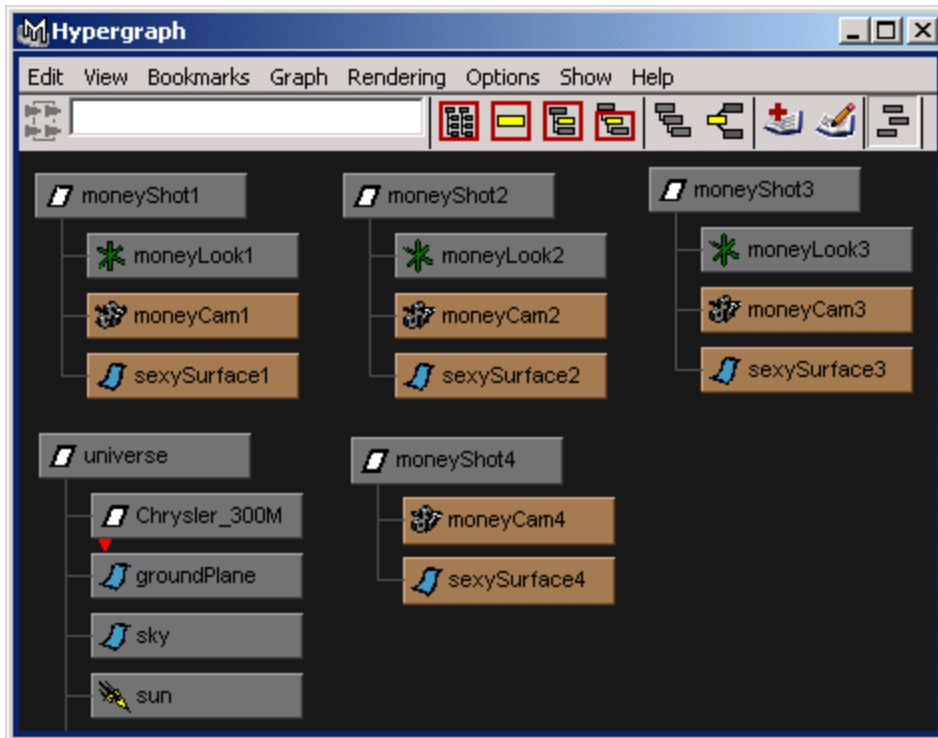 Hypergraph
Edit View Bookmarks Graph Rendering Options Show Help
moneyShot1
moneyLook1
moneyCam1
sexySurface1
moneyShot2
moneyLook2
moneyCam2
sexySurface2
moneyShot3
moneyLook3
moneyCam3
sexySurface3
universe
Chrysler_300M
groundPlane
sky
sun
moneyShot4
moneyCam4
sexySurface4